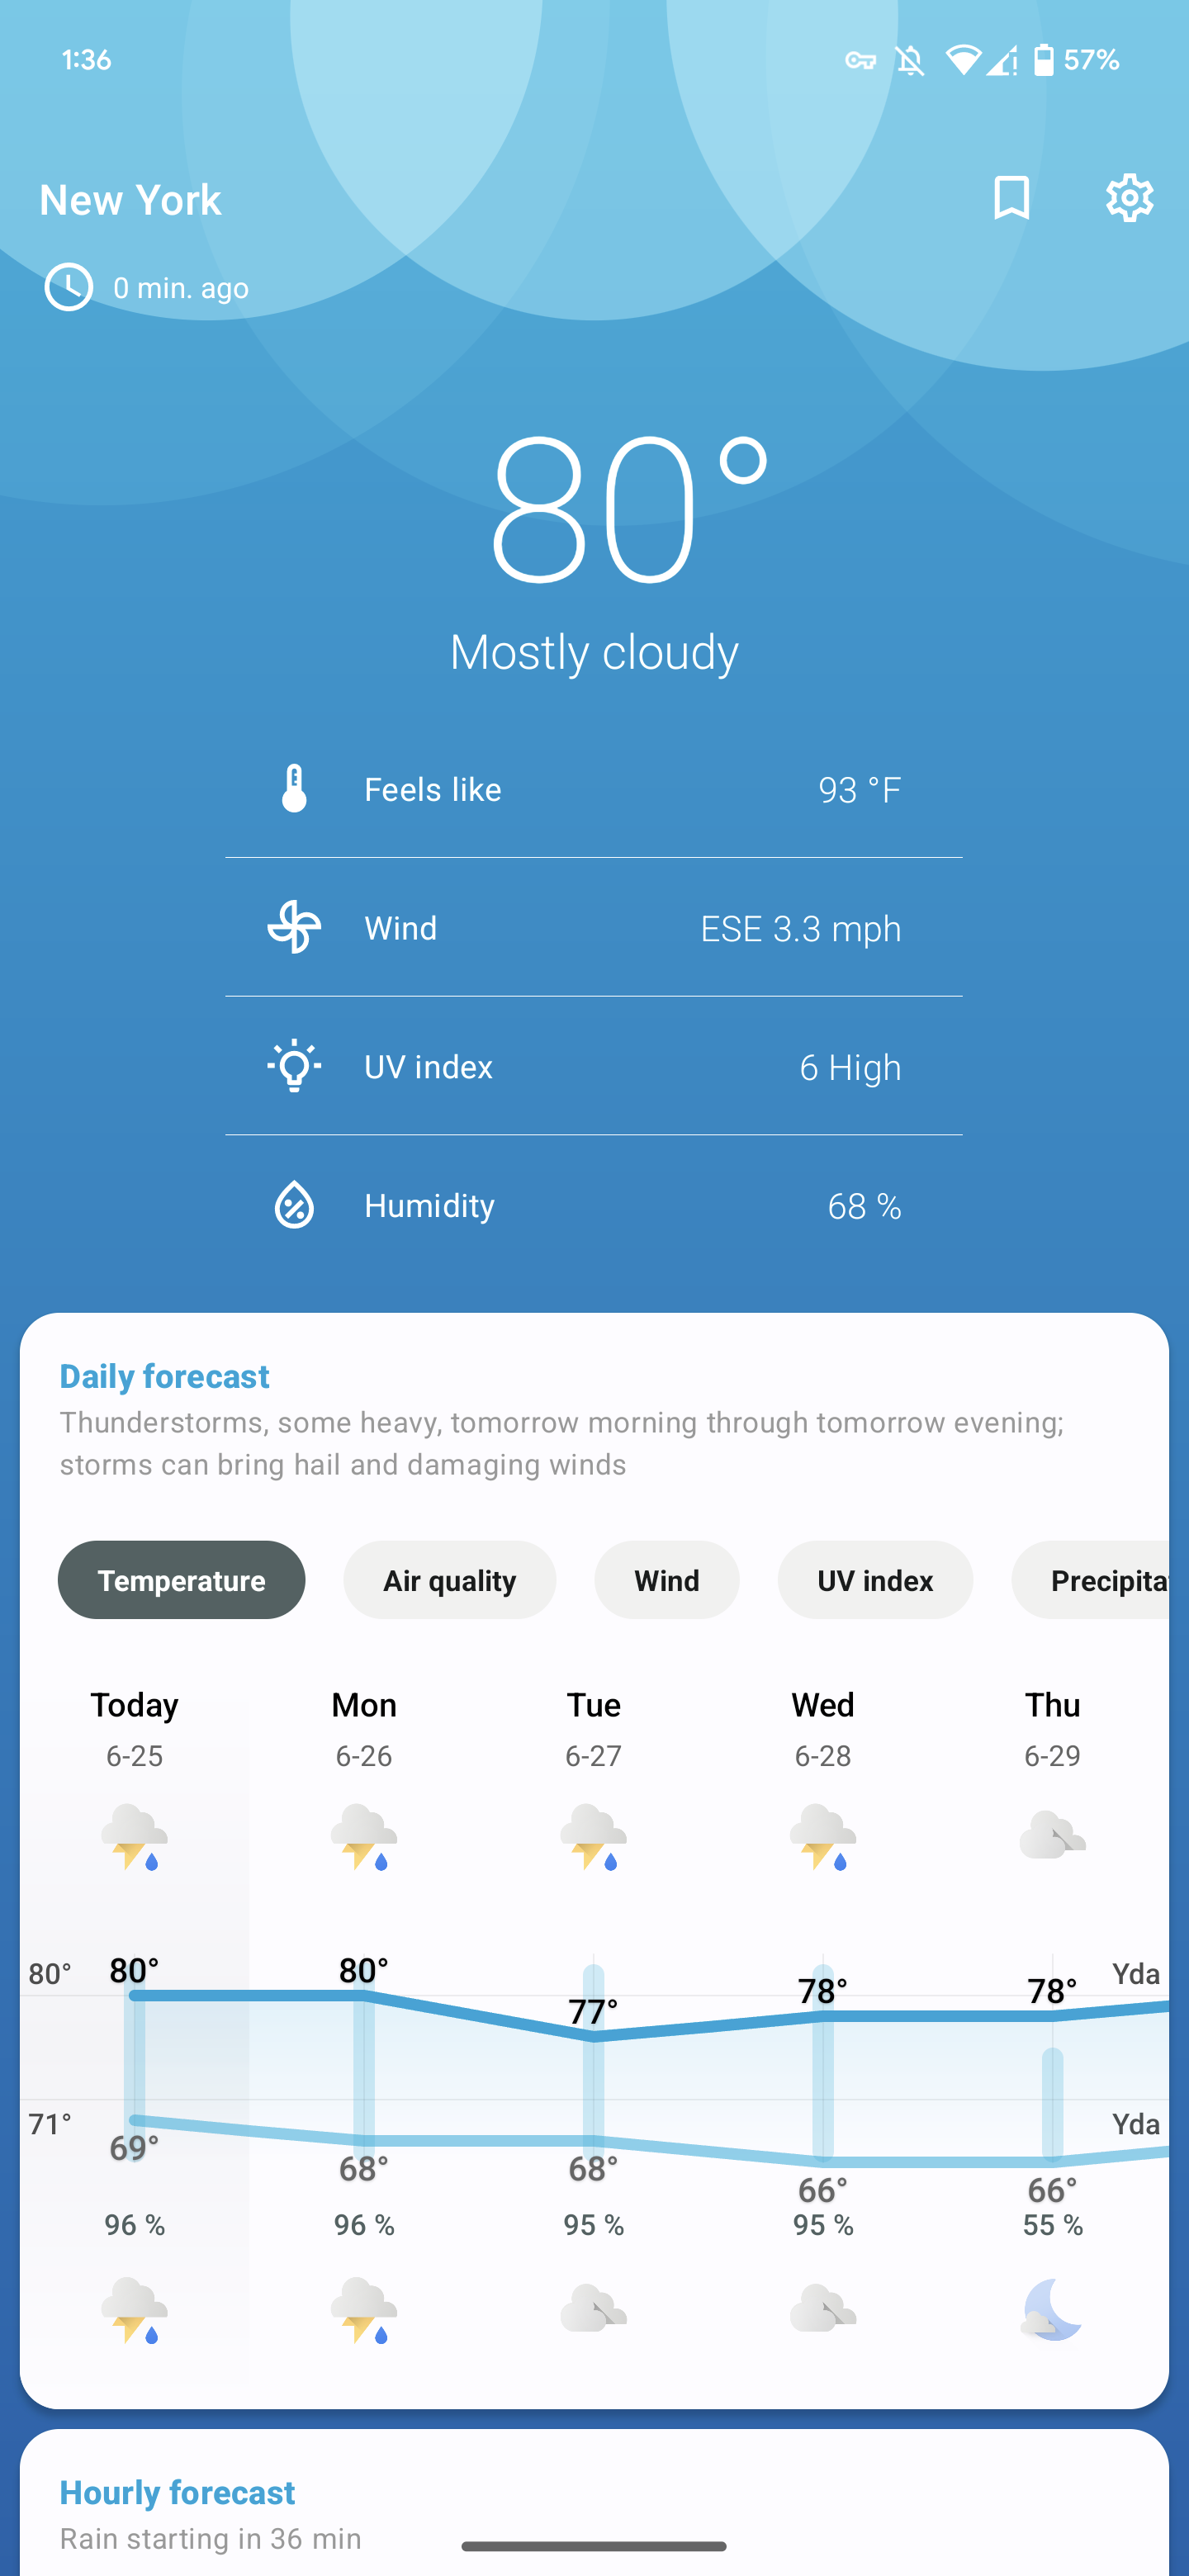 1:36
57%
New York
0 min. ago
80°
Mostly cloudy
Feels like 93 °F
Wind ESE 3.3 mph
UV index 6 High
Humidity 68 %
Daily forecast
Thunderstorms, some heavy, tomorrow morning through tomorrow evening;
storms can bring hail and damaging winds
Temperature Air quality Wind UV index Precipita
Today Mon Tue Wed Thu
6-25 6-26 6-27 6-28 6-29
80° 80° 80° 77° 78° 78° Yda
71° 69° 68° 68° 66° 66° Yda
96 % 96 % 95 % 95 % 55 %
Hourly forecast
Rain starting in 36 min